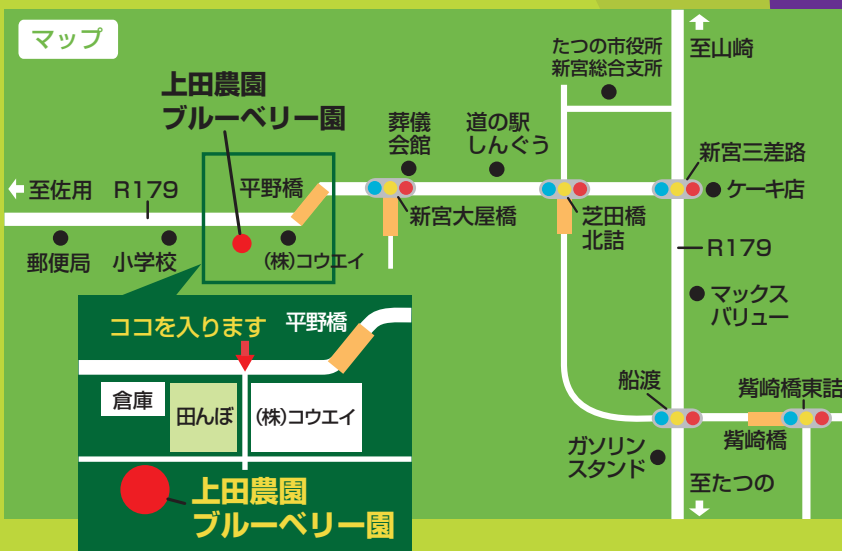 マップ
上田農園
ブルーベリー園
葬儀
会館
道の駅
しんぐう
たつの市役所
新宮総合支所
至山崎
新宮三差路
ケーキ店
至佐用
R179
平野橋
新宮大屋橋
芝田橋
北詰
R179
郵便局
小学校
(株)コウエイ
マックス
バリュー
ココを入ります
平野橋
倉庫
田んぼ
(株)コウエイ
上田農園
ブルーベリー園
船渡
觜崎橋東詰
觜崎橋
ガソリン
スタンド
至たつの